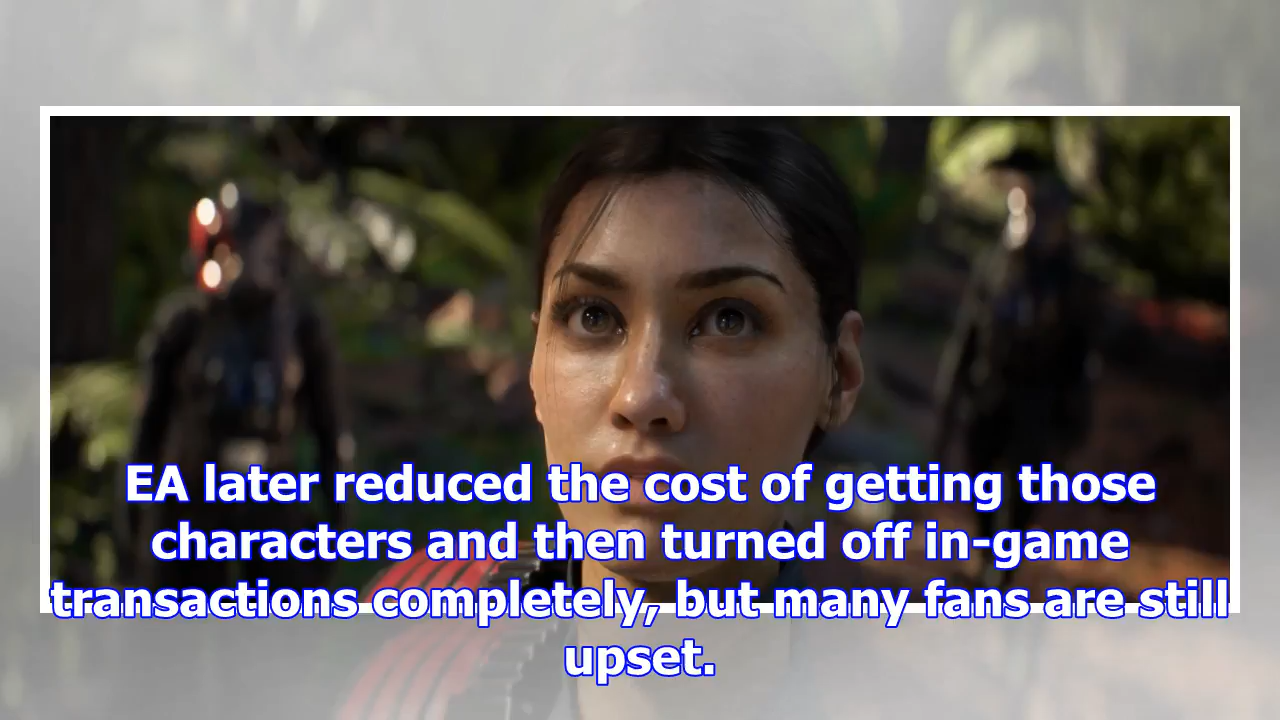 EA later reduced the cost of getting those
characters and then turned off in-game
transactions completely, but many fans are still
upset.